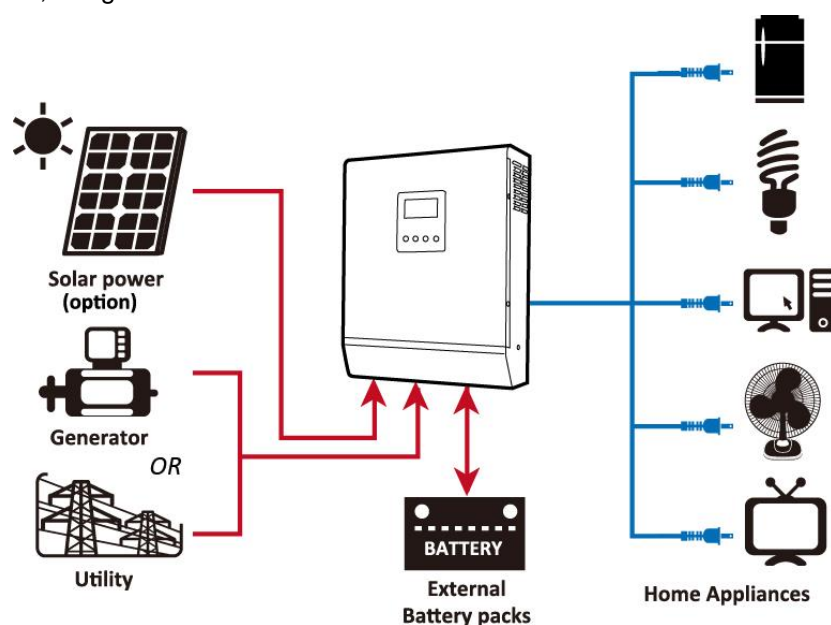 Solar power
(option)
Generator
OR
Utility
BATTERY
External
Battery packs
Home Appliances